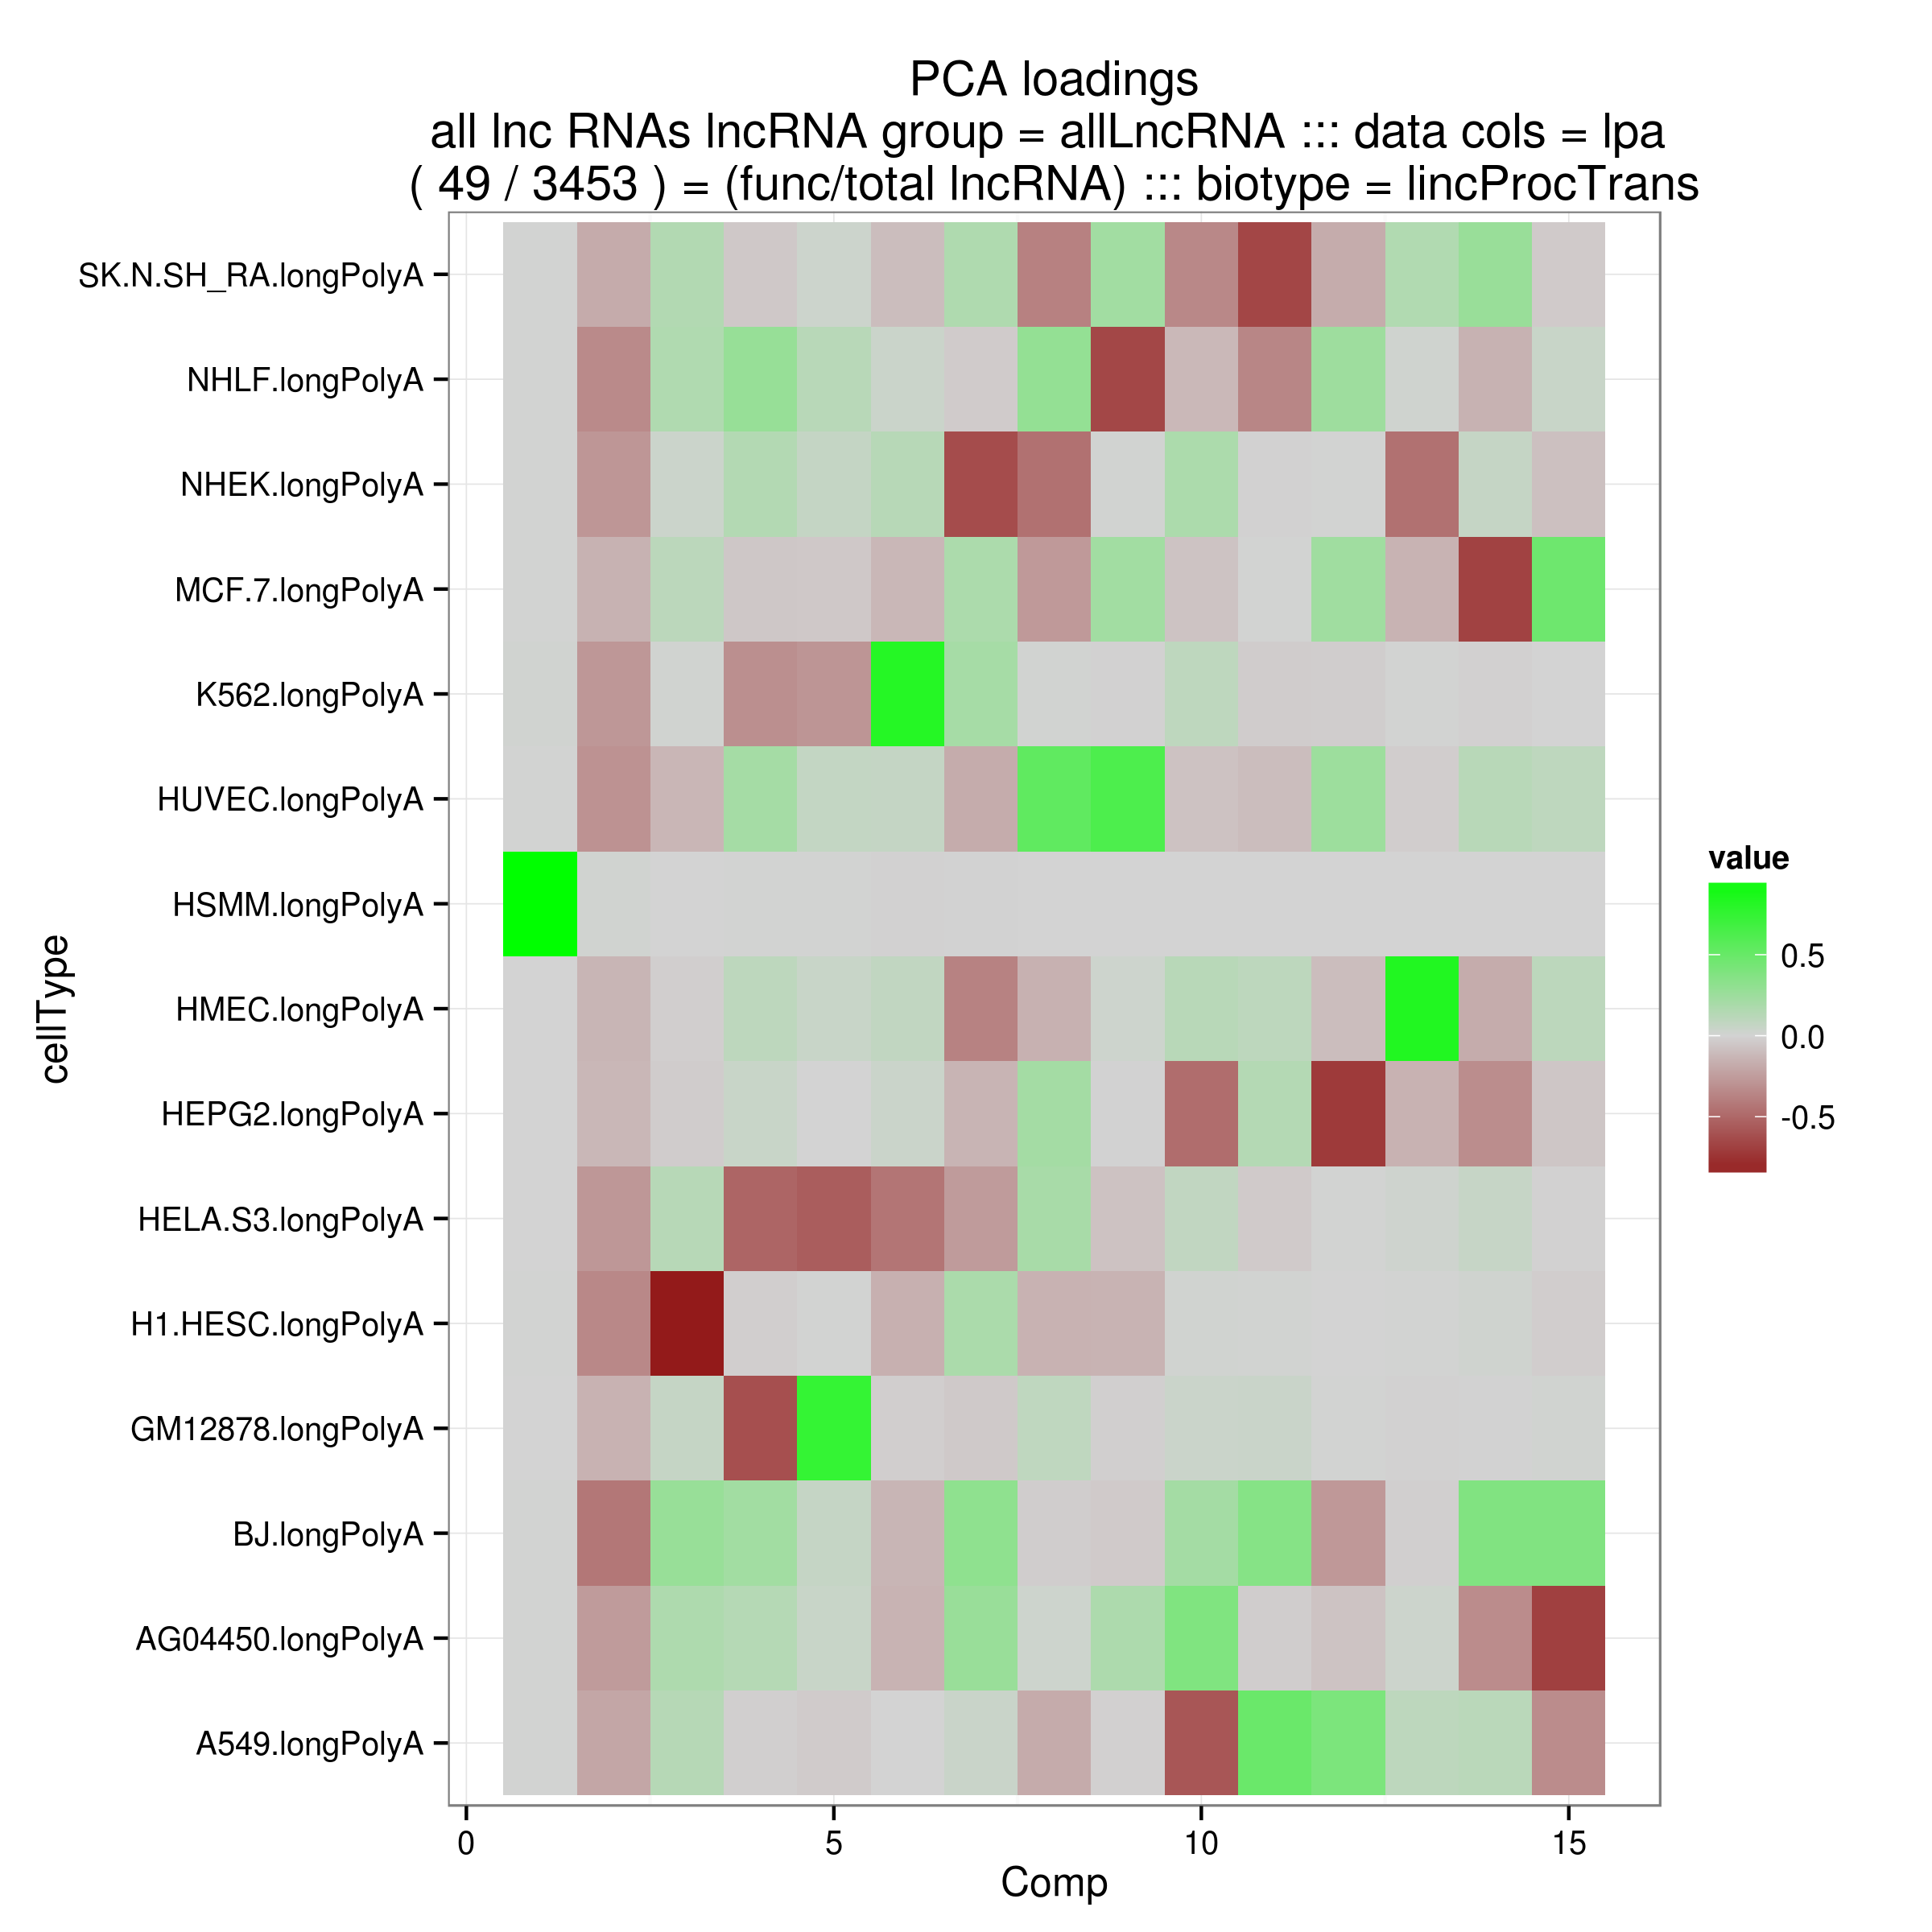 PCA loadings
all lnc RNAs lncRNA group = allLncRNA ::: data cols = lpa
( 49 / 3453 ) = (func/total lncRNA) ::: biotype = lincProcTrans
SK.N.SH_RA.longPolyA
NHLF.longPolyA
NHEK.longPolyA
MCF.7.longPolyA
K562.longPolyA
HUVEC.longPolyA
HSMM.longPolyA
HMEC.longPolyA
HEPG2.longPolyA
HELA.S3.longPolyA
H1.HESC.longPolyA
GM12878.longPolyA
BJ.longPolyA
AG04450.longPolyA
A549.longPolyA
cellType
0
5
10
15
Comp
value
0.5
0.0
-0.5